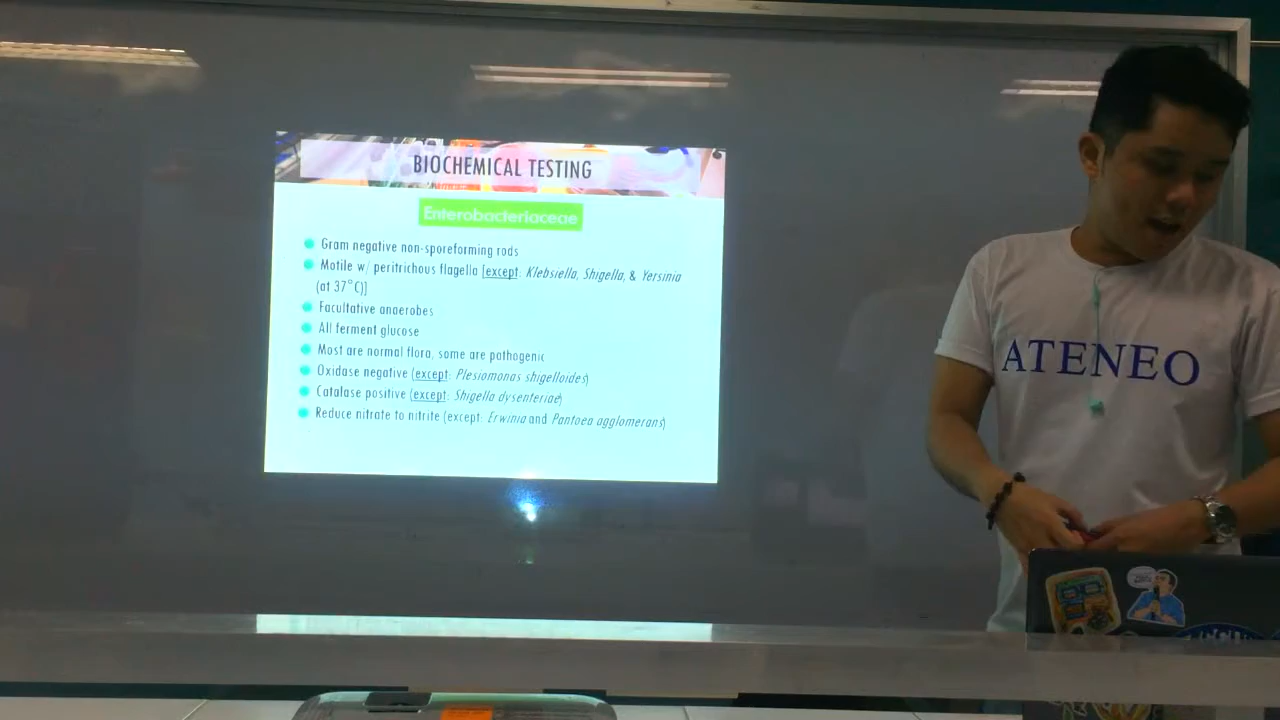 BIOCHEMICAL TESTING
Enterobacteriaceae
Gram negative non-sporeforming rods
Motile w/ peritrichous flagella [except: Klebsiella, Shigella, & Yersinia
(at 37°C)]
Facultative anaerobes
All ferment glucose
Most are normal flora, some are pathogenic
Oxidase negative (except: Plesiomonas shigelloides)
Catalase positive (except: Shigella dysenteriae)
Reduce nitrate to nitrite (except: Erwinia and Pantoea agglomerans)
ATENEO